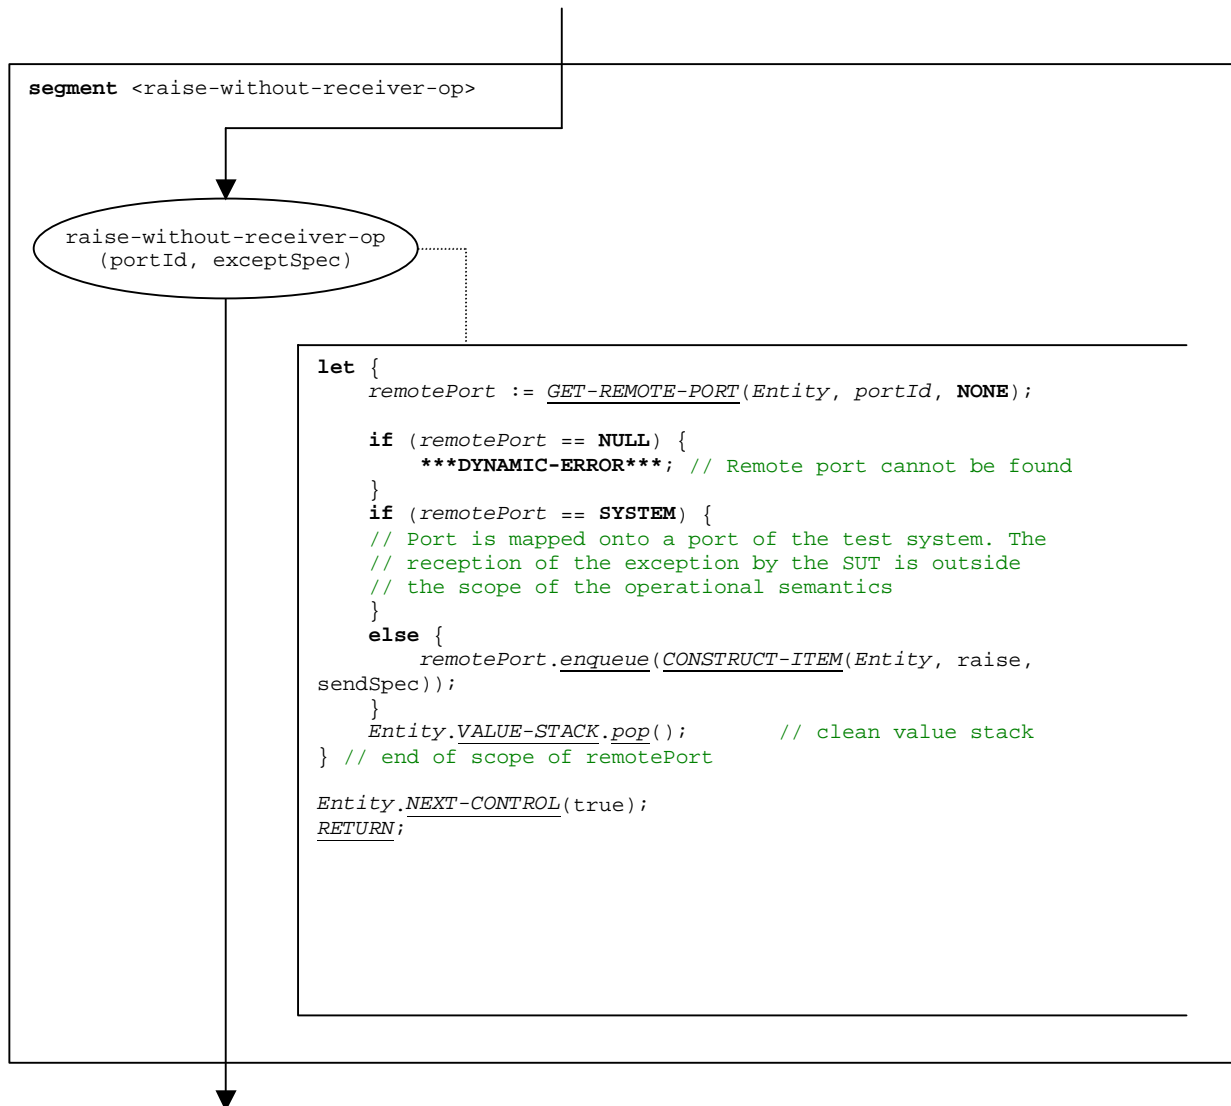 segment <raise-without-receiver-op>
raise-without-receiver-op
(portId, exceptSpec)
let {
remotePort := GET-REMOTE-PORT(Entity, portId, NONE);
if (remotePort == NULL) {
***DYNAMIC-ERROR***; // Remote port cannot be found
}
if (remotePort == SYSTEM) {
// Port is mapped onto a port of the test system. The
// reception of the exception by the SUT is outside
// the scope of the operational semantics
}
else {
remotePort.enqueue(CONSTRUCT-ITEM(Entity, raise,
sendSpec));
}
Entity.VALUE-STACK.pop(); // clean value stack
} // end of scope of remotePort
Entity.NEXT-CONTROL(true);
RETURN;